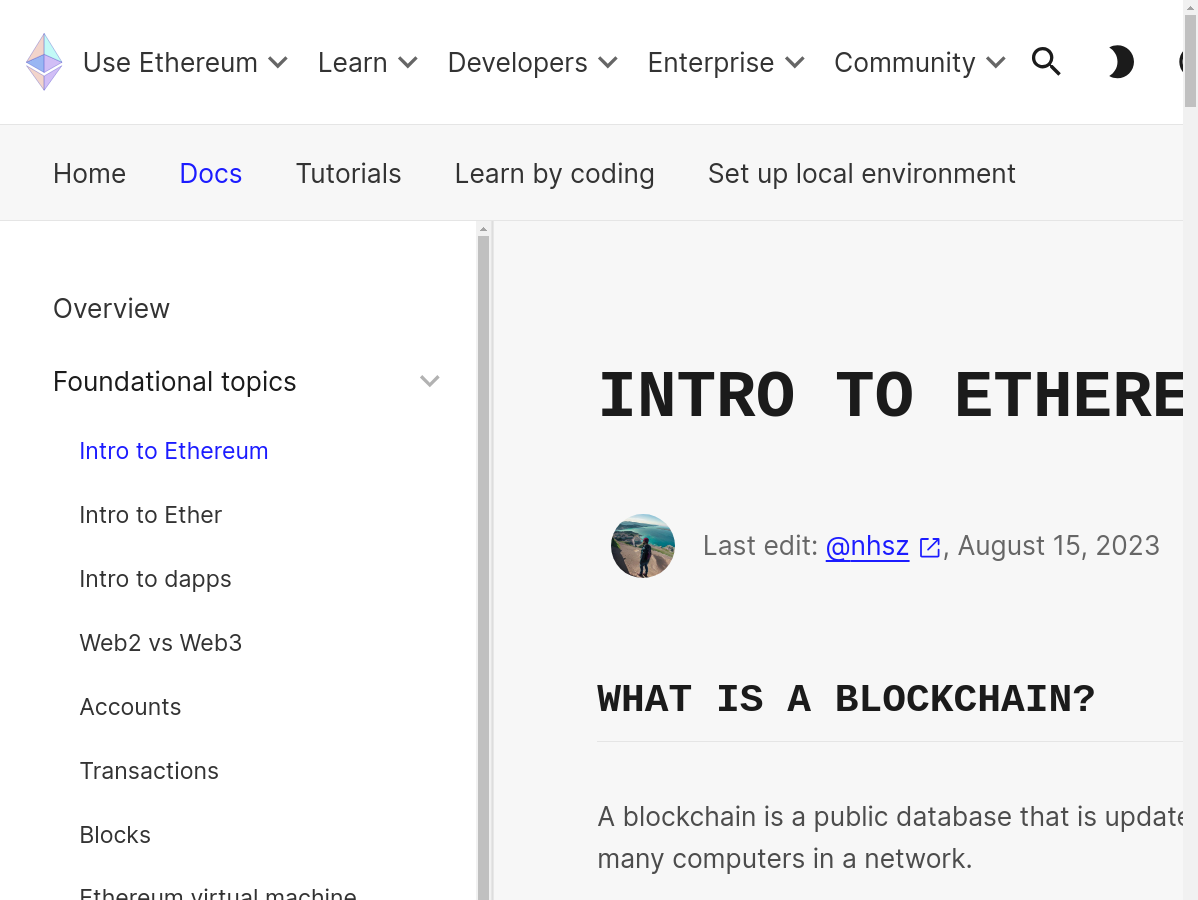 Use Ethereum Learn Developers Enterprise Community
Home Docs Tutorials Learn by coding Set up local environment
Overview
Foundational topics
Intro to Ethereum
Intro to Ether
Intro to dapps
Web2 vs Web3
Accounts
Transactions
Blocks
Ethereum virtual machine
INTRO TO ETHERE
Last edit: @nhsz , August 15, 2023
WHAT IS A BLOCKCHAIN?
A blockchain is a public database that is update
many computers in a network.